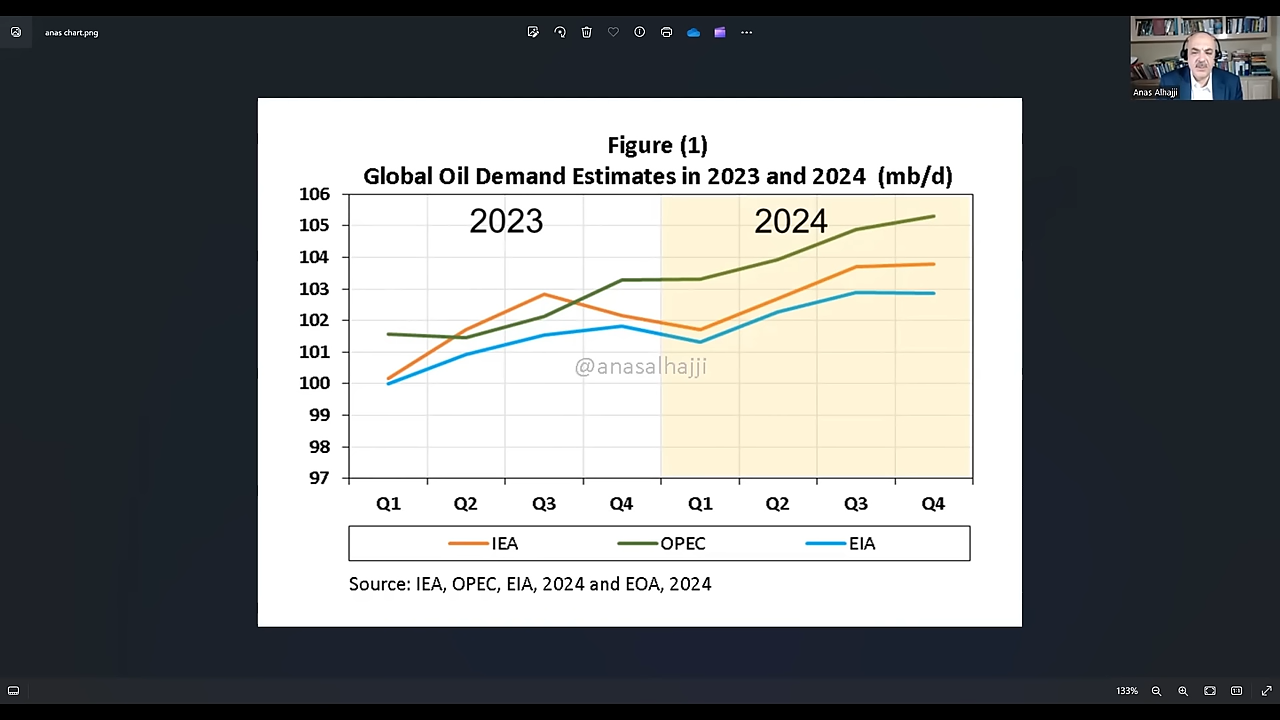 anas chart.png
Anas Alhajji
Figure (1)
Global Oil Demand Estimates in 2023 and 2024 (mb/d)
106
105
104
103
102
101
100
99
98
97
2023
2024
@anasalhajji
Q1 Q2 Q3 Q4 Q1 Q2 Q3 Q4
IEA OPEC EIA
Source: IEA, OPEC, EIA, 2024 and EOA, 2024
133%